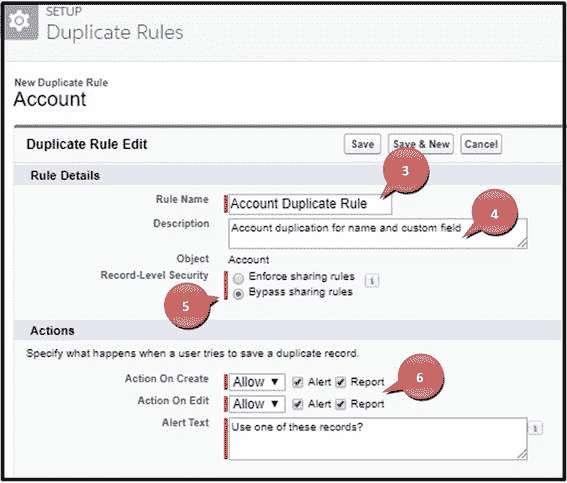 SETUP
Duplicate Rules
New Duplicate Rule
Account
Duplicate Rule Edit Save Save & New Cancel
Rule Details
3
Rule Name Account Duplicate Rule
4
Description Account duplication for name and custom field
Object Account
Record-Level Security Enforce sharing rules i
5
Bypass sharing rules
Actions
Specify what happens when a user tries to save a duplicate record.
Action On Create Allow ▼ Alert Report
6
Action On Edit Allow ▼ Alert Report
Alert Text Use one of these records? i